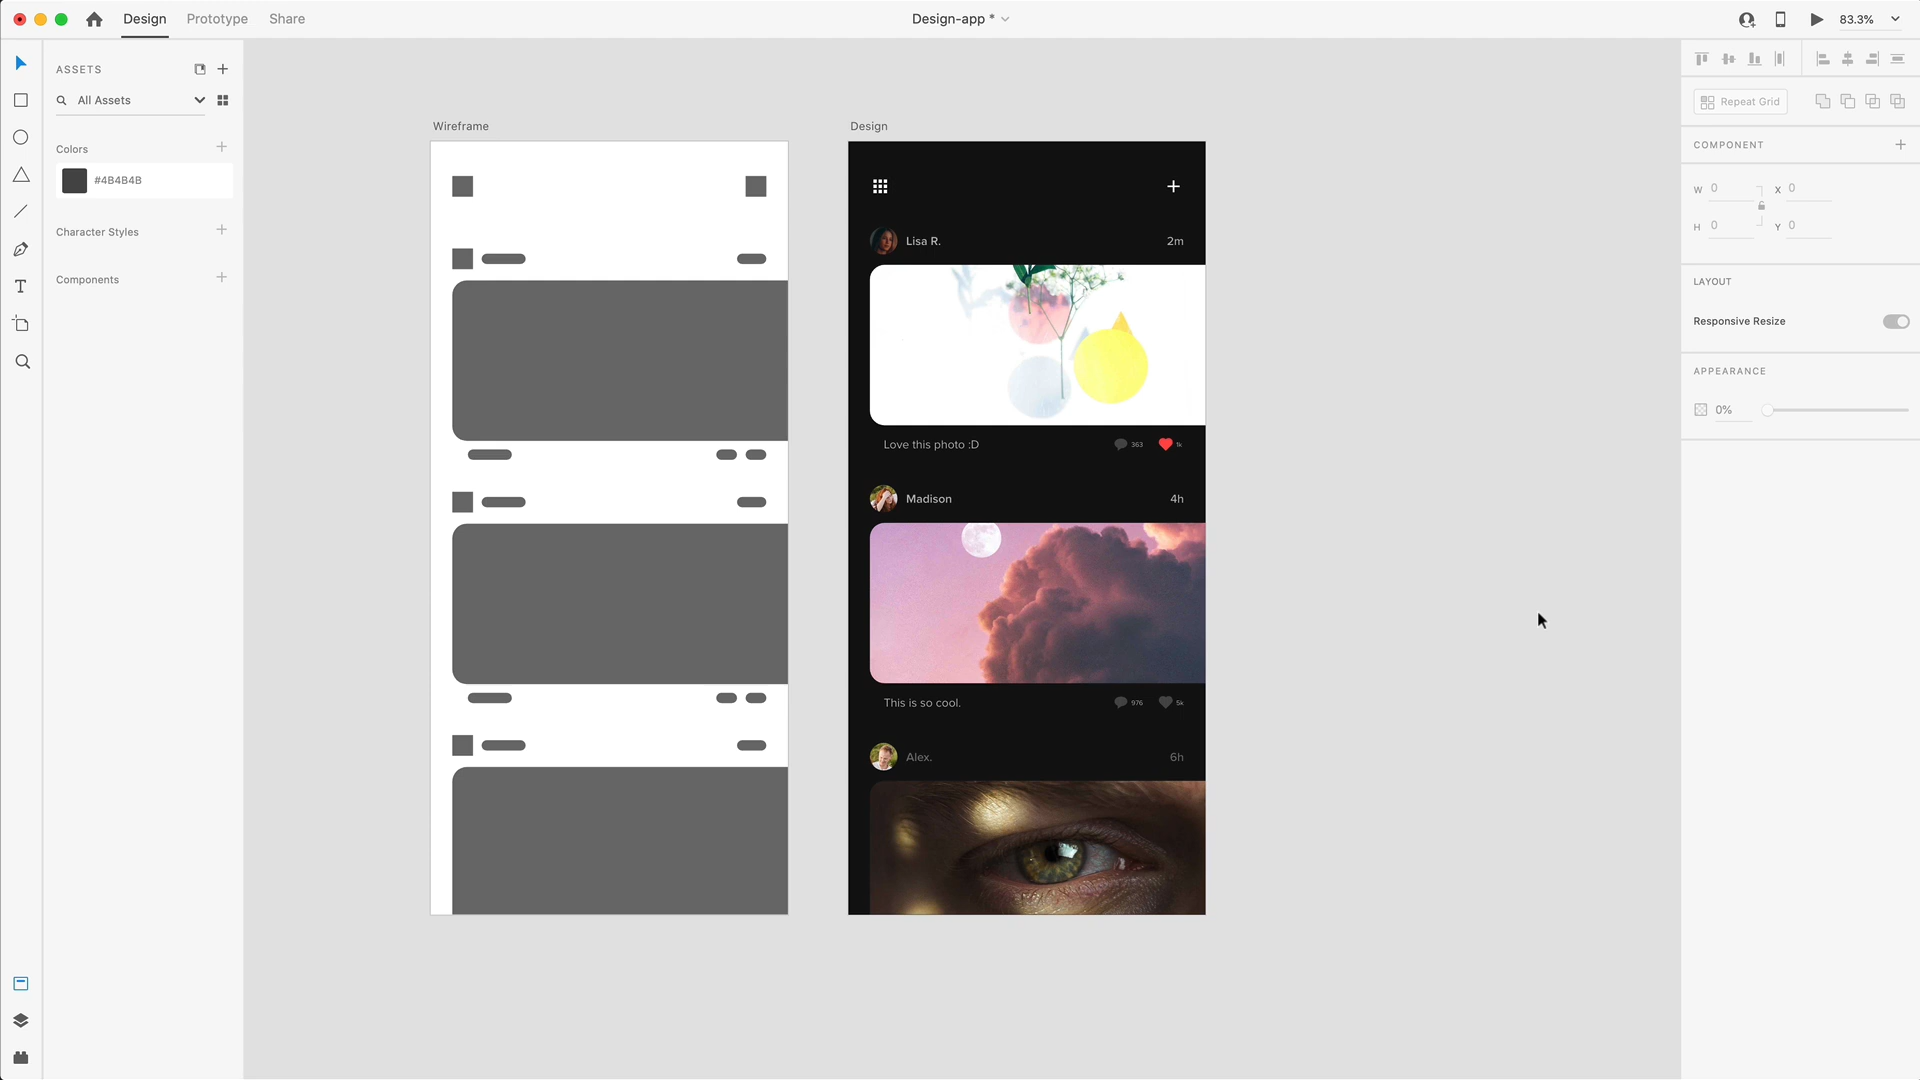 Design Prototype Share Design-app * 83.3%
ASSETS
All Assets
Colors
#4B4B4B
Character Styles
Components
T
Wireframe
Design
Lisa R. 2m
Love this photo :D 363 1k
Madison 4h
This is so cool. 976 5k
Alex. 6h
Repeat Grid
COMPONENT
W 0 X 0
H 0 Y 0
LAYOUT
Responsive Resize
APPEARANCE
0%